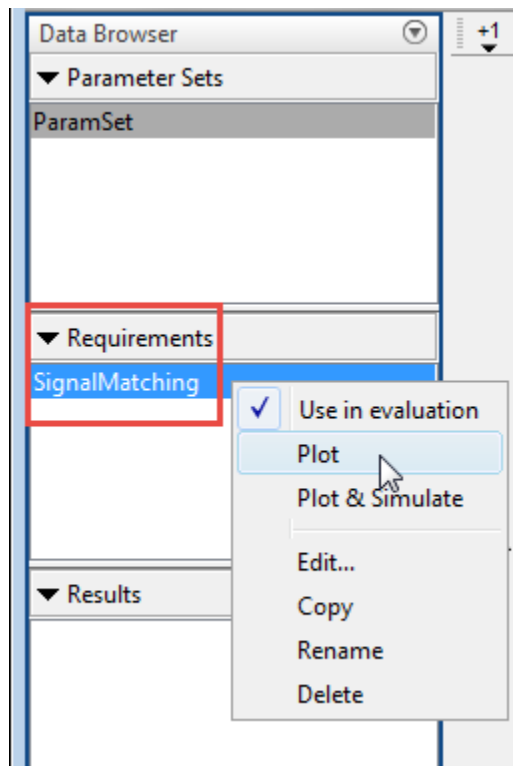 Data Browser
+1
Parameter Sets
ParamSet
Requirements
SignalMatching
Use in evaluation
Plot
Plot & Simulate
Edit...
Copy
Rename
Delete
Results